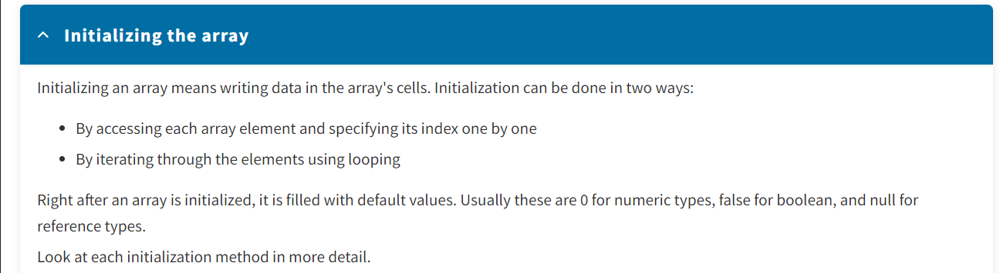 Initializing the array
Initializing an array means writing data in the array's cells. Initialization can be done in two ways:
• By accessing each array element and specifying its index one by one
• By iterating through the elements using looping
Right after an array is initialized, it is filled with default values. Usually these are 0 for numeric types, false for boolean, and null for
reference types.
Look at each initialization method in more detail.